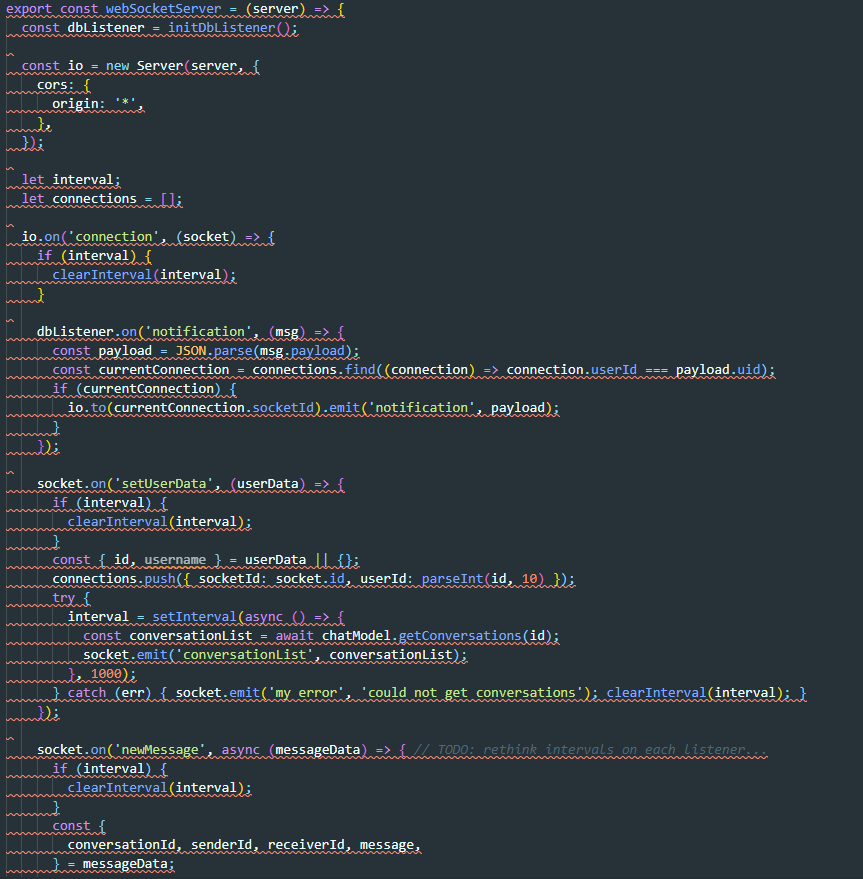 export const webSocketServer = (server) => {
  const dbListener = initDbListener();

  const io = new Server(server, {
    cors: {
      origin: '*',
    },
  });

  let interval;
  let connections = [];

  io.on('connection', (socket) => {
    if (interval) {
      clearInterval(interval);
    }

    dbListener.on('notification', (msg) => {
      const payload = JSON.parse(msg.payload);
      const currentConnection = connections.find((connection) => connection.userId === payload.uid);
      if (currentConnection) {
        io.to(currentConnection.socketId).emit('notification', payload);
      }
    });

    socket.on('setUserData', (userData) => {
      if (interval) {
        clearInterval(interval);
      }
      const { id, username } = userData || {};
      connections.push({ socketId: socket.id, userId: parseInt(id, 10) });
      try {
        interval = setInterval(async () => {
          const conversationList = await chatModel.getConversations(id);
          socket.emit('conversationList', conversationList);
        }, 1000);
      } catch (err) { socket.emit('my error', 'could not get conversations'); clearInterval(interval); }
    });

    socket.on('newMessage', async (messageData) => { // TODO: rethink intervals on each listener...
      if (interval) {
        clearInterval(interval);
      }
      const {
        conversationId, senderId, receiverId, message,
      } = messageData;